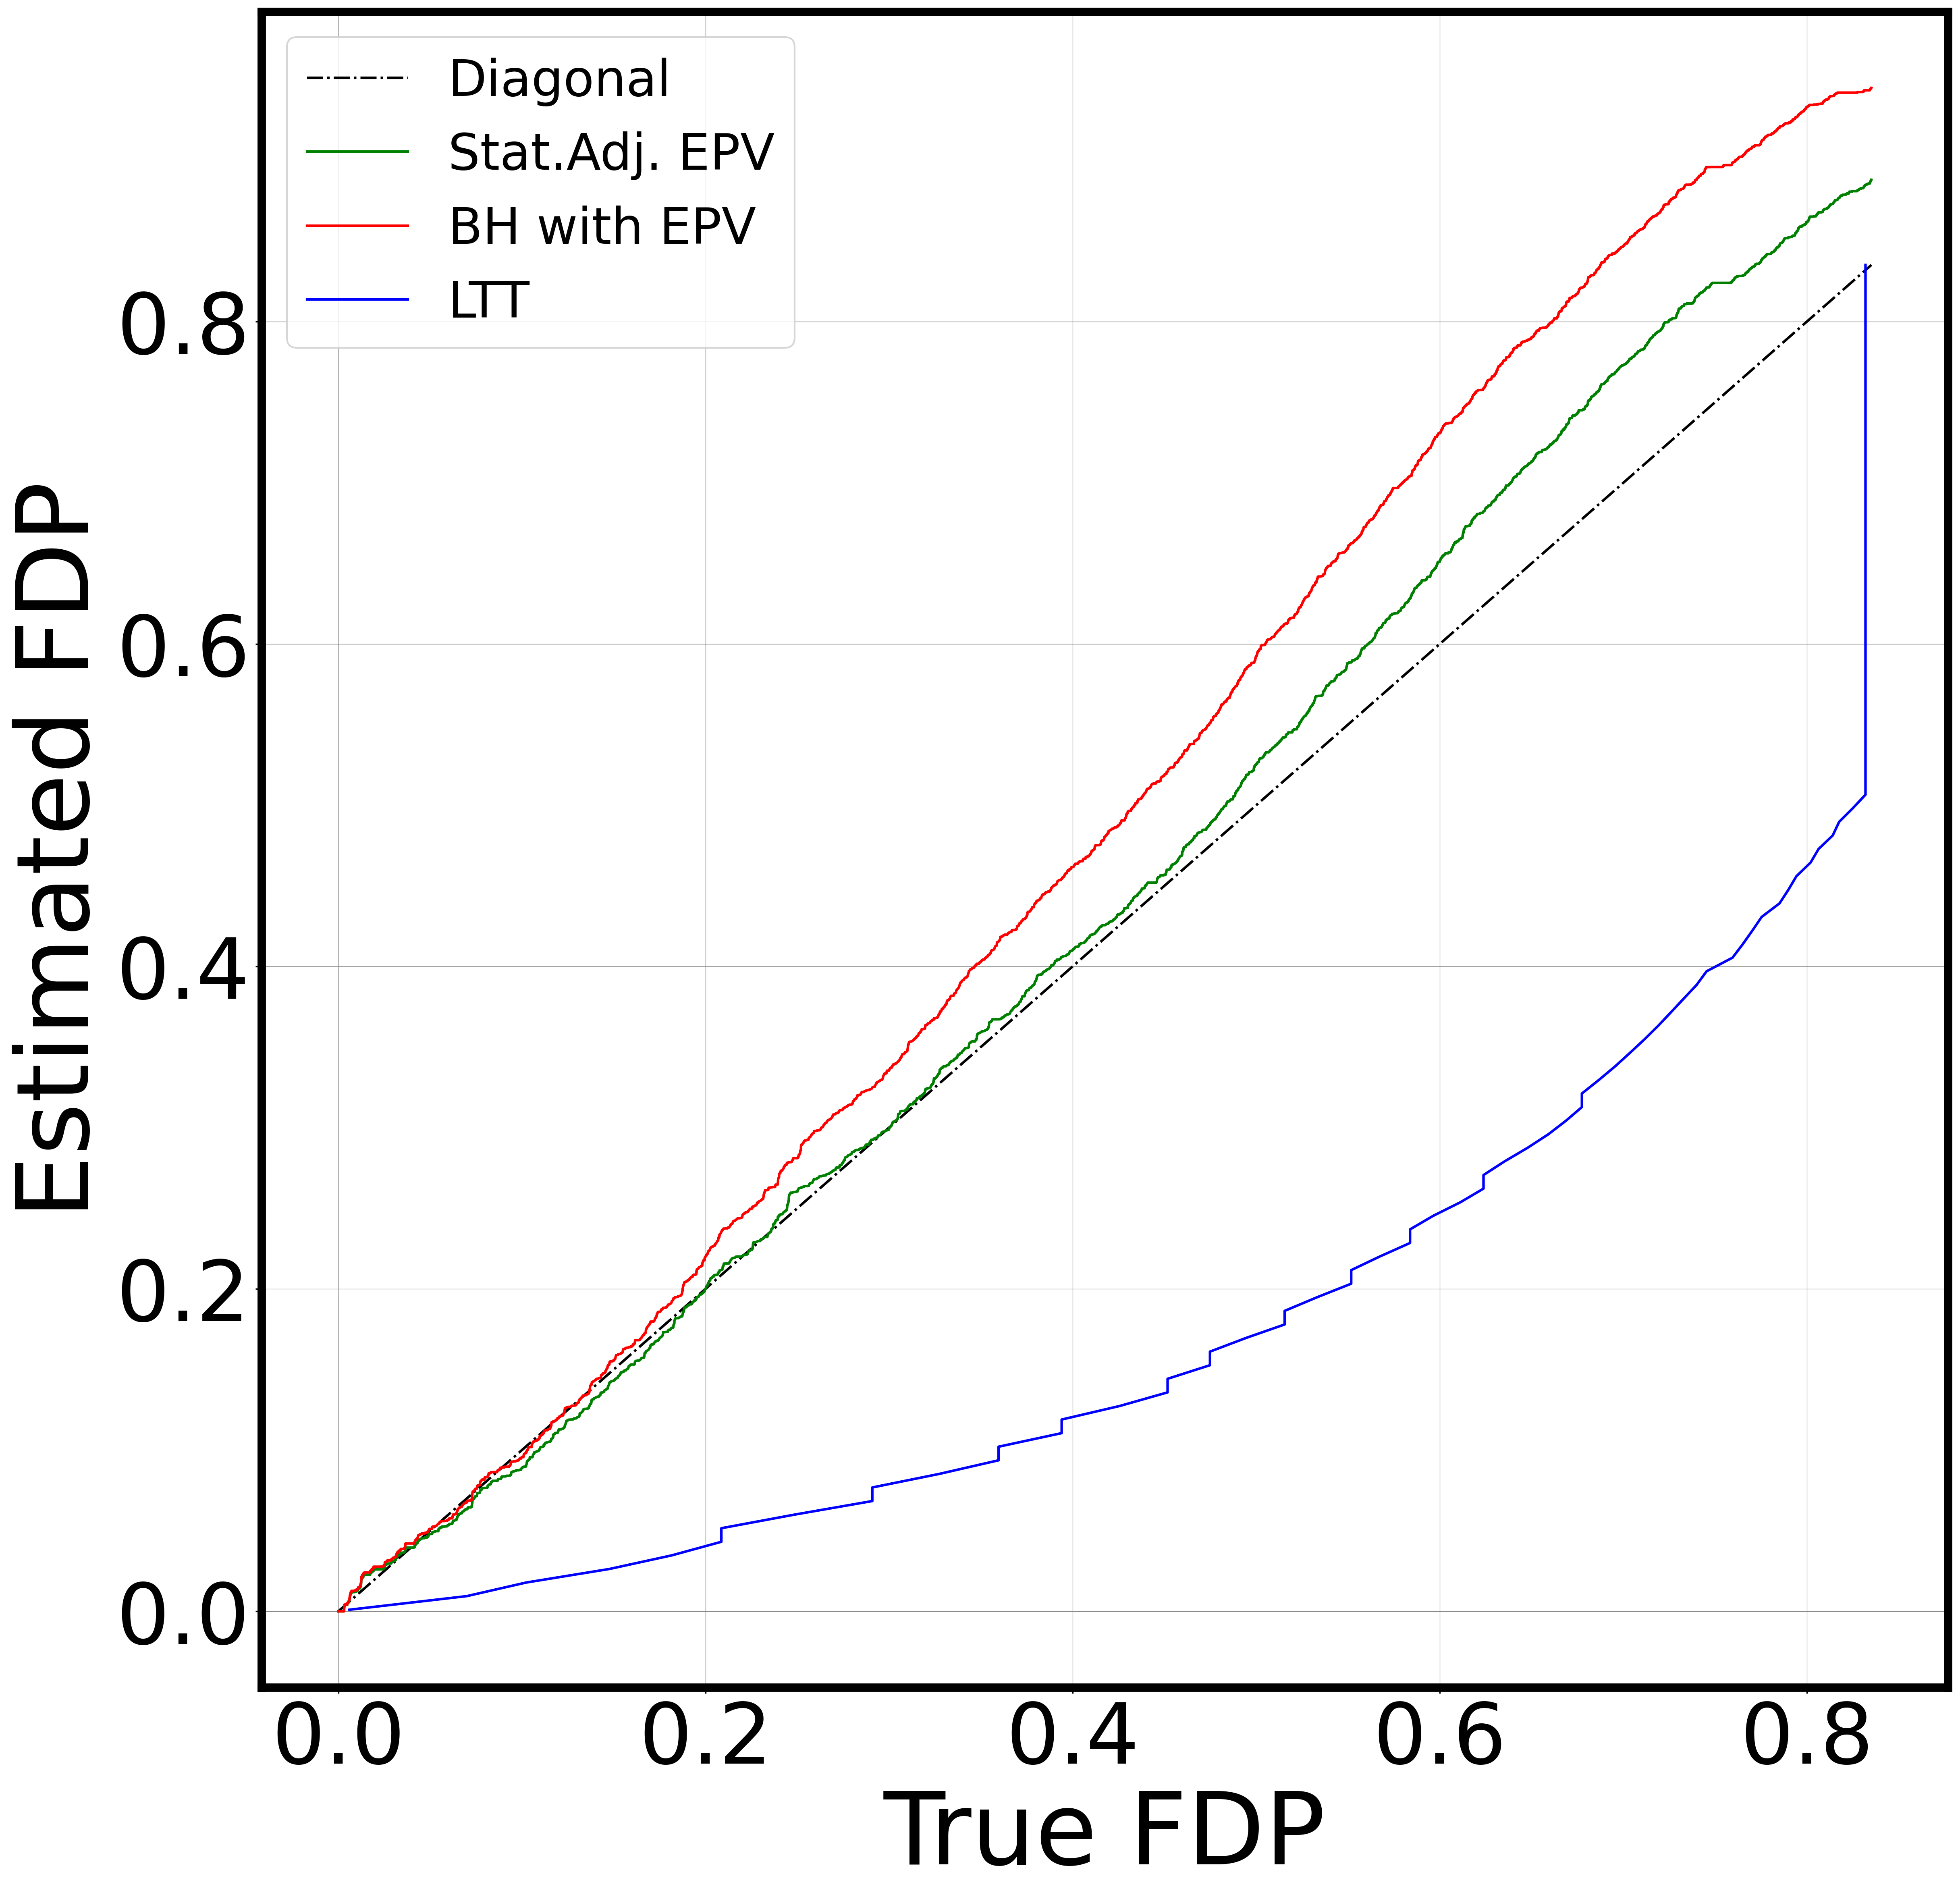 Diagonal
Stat.Adj. EPV
BH with EPV
LTT
Estimated FDP
0.8
0.6
0.4
0.2
0.0
0.0 0.2 0.4 0.6 0.8
True FDP